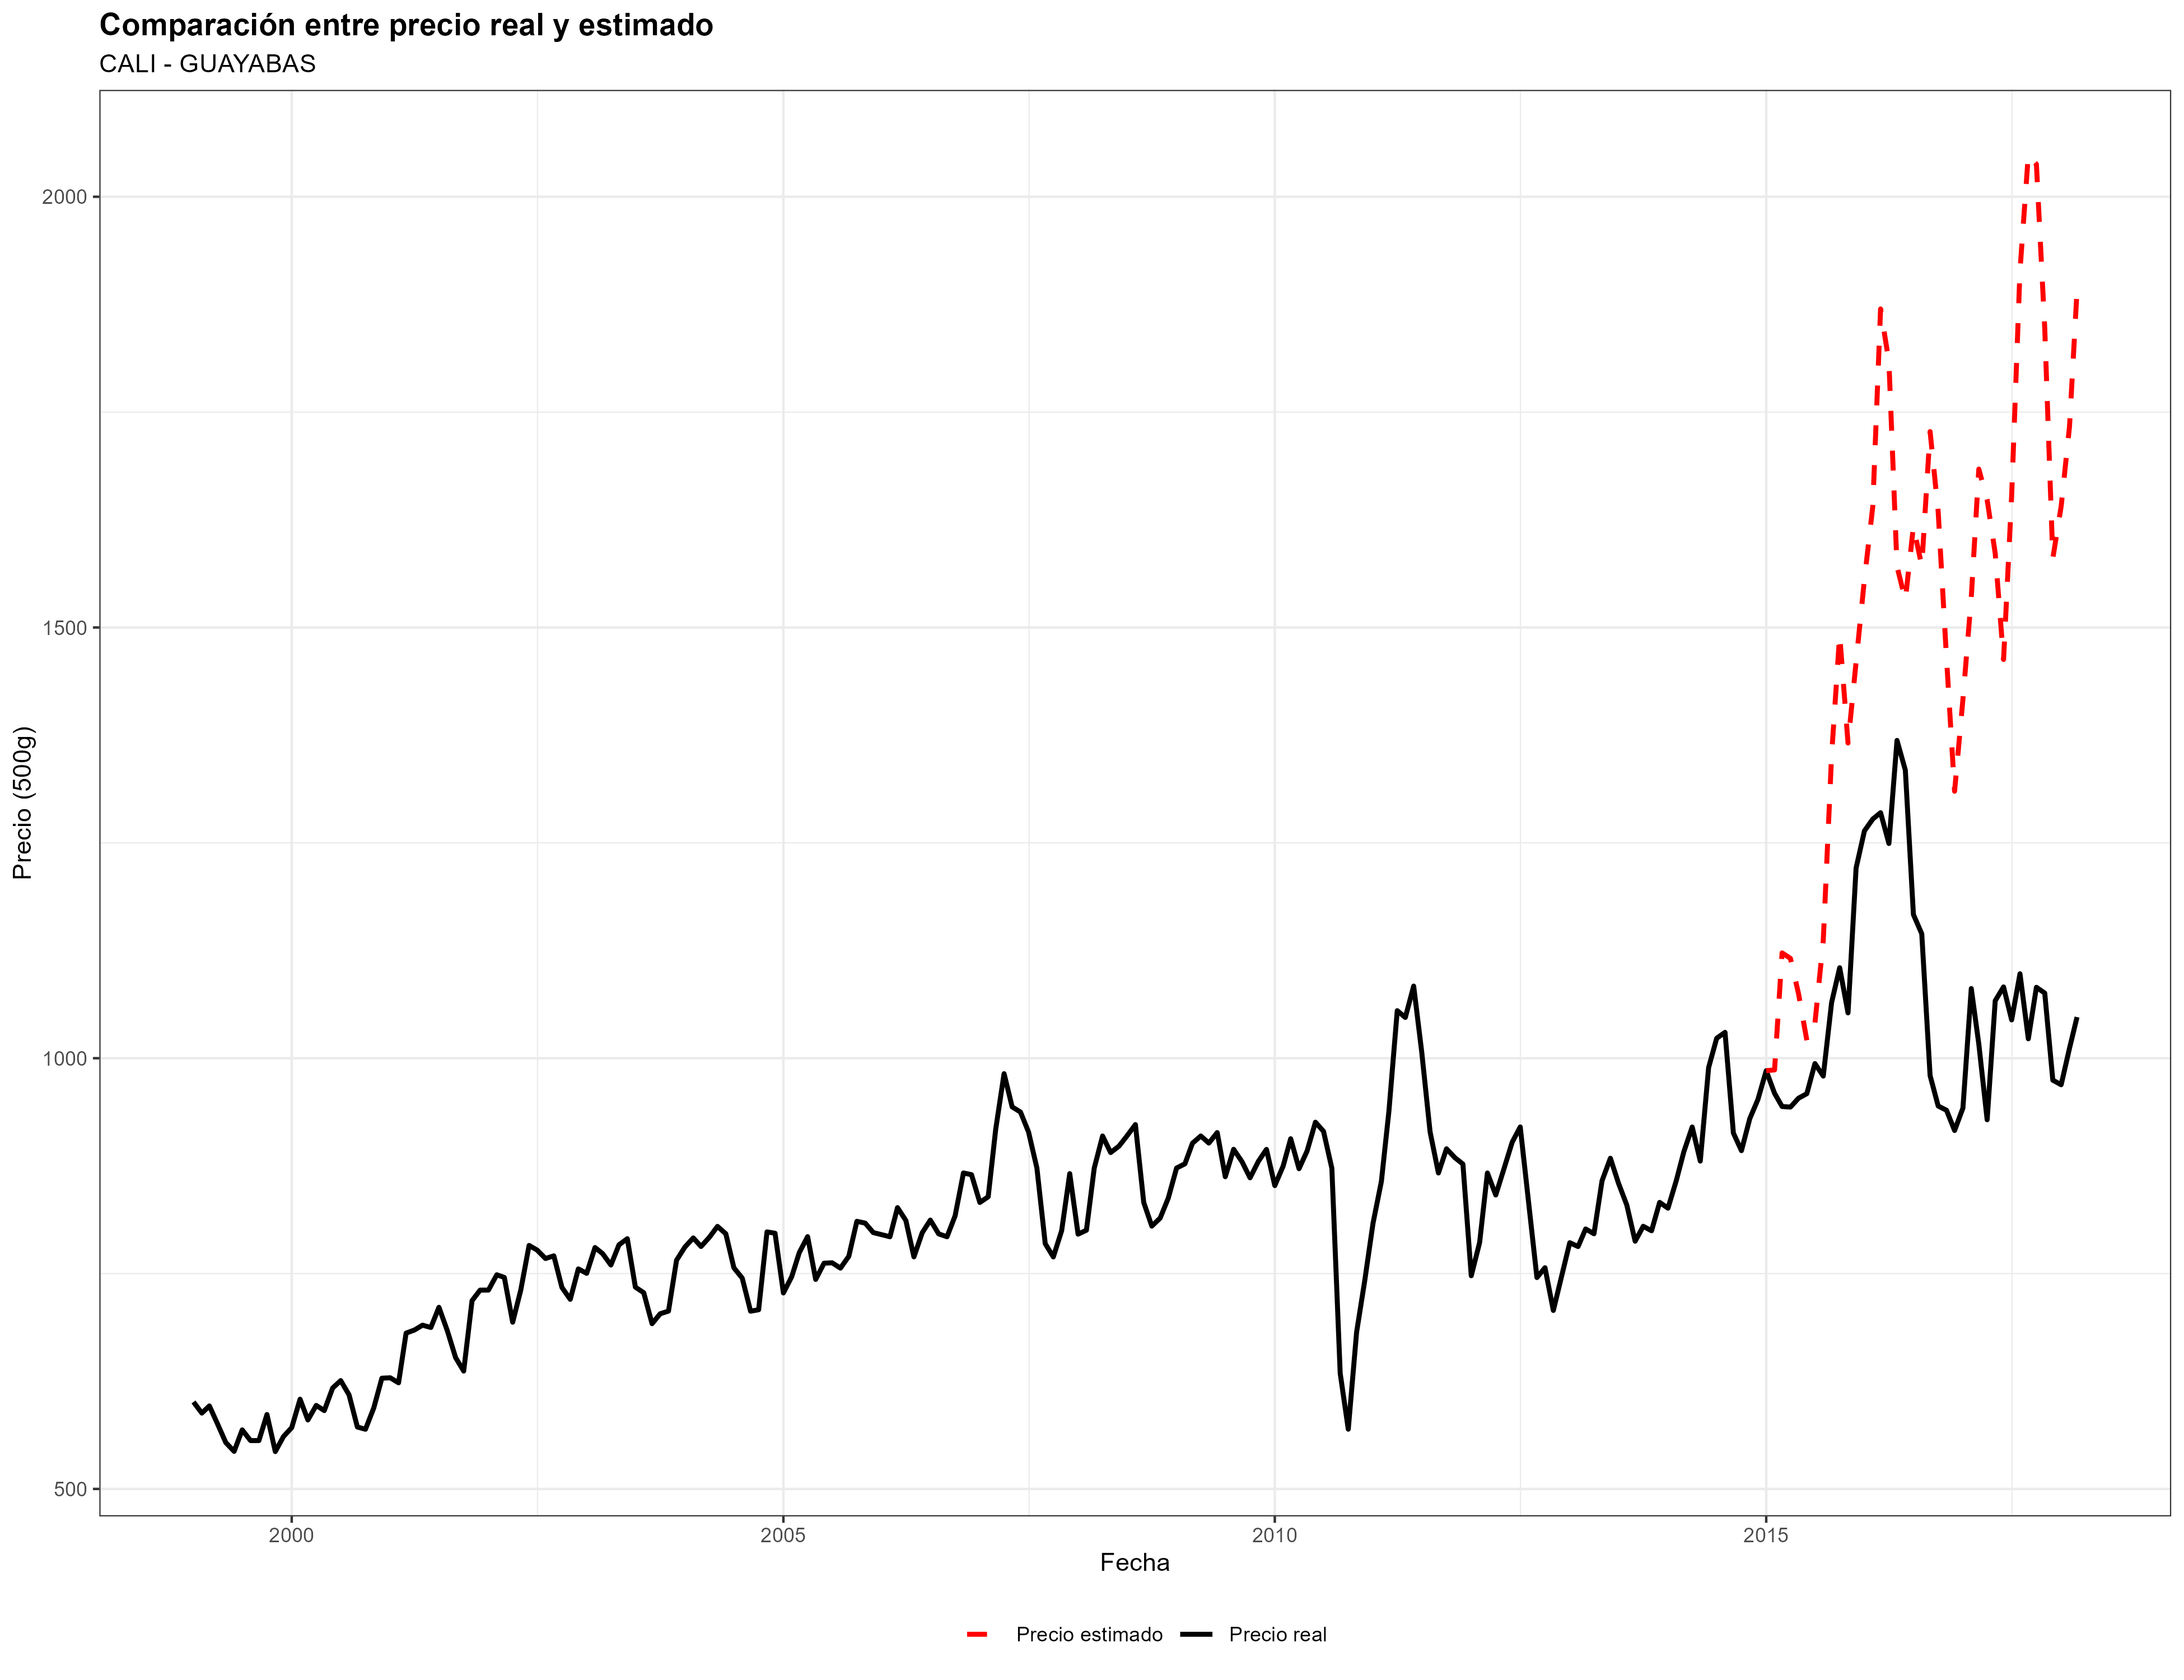 Comparación entre precio real y estimado
CALI - GUAYABAS
Precio (500g)
2000
1500
1000
500
2000 2005 2010 2015
Fecha
Precio estimado Precio real